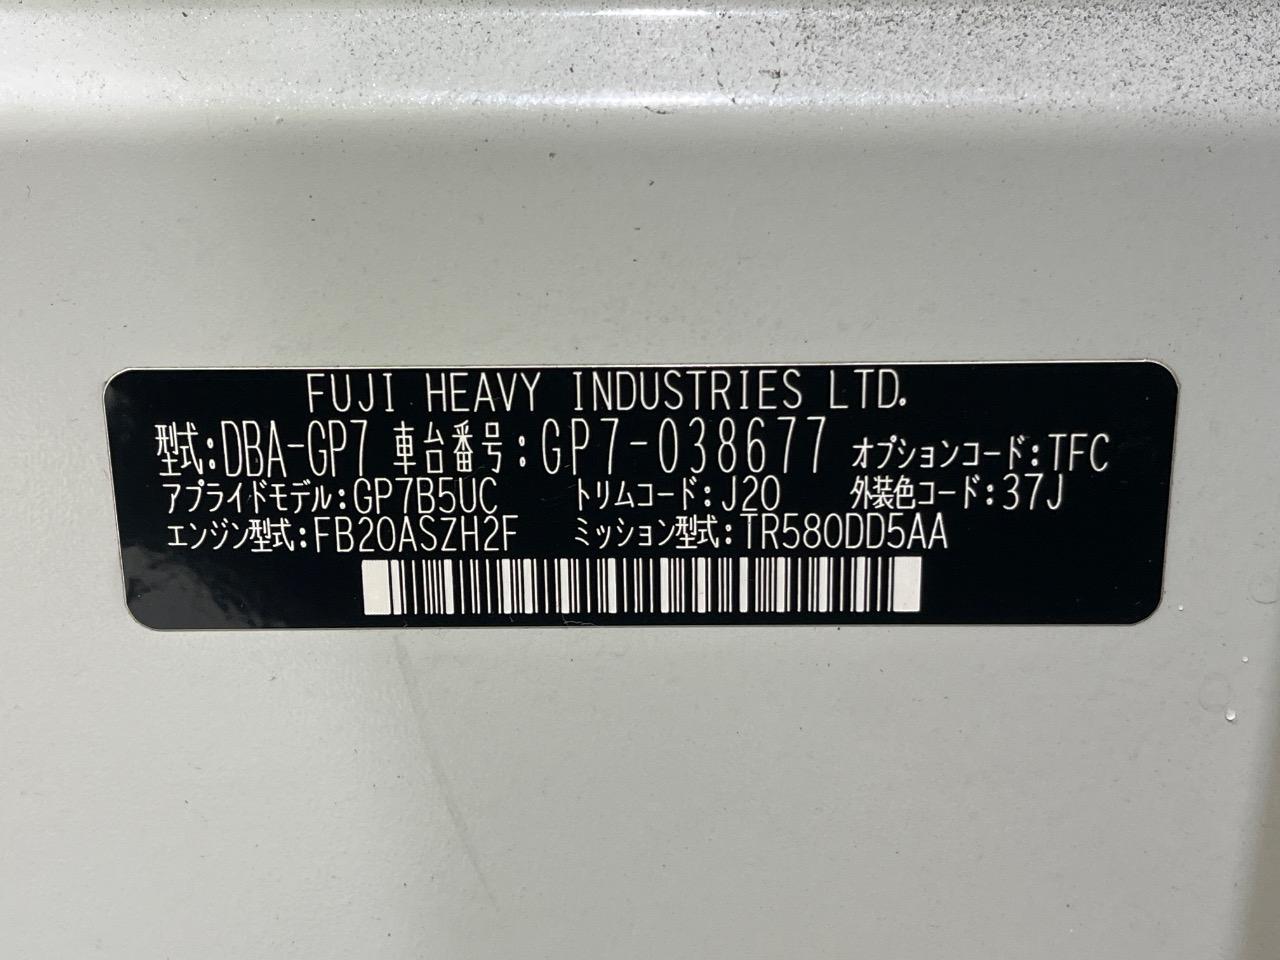 FUJI HEAVY INDUSTRIES LTD.
型式:DBA-GP7 車台番号:GP7-038677 オプションコード:TFC
アプライドモデル:GP7B5UC トリムコード:J20 外装色コード:37J
エンジン型式:FB20ASZH2F ミッション型式:TR580DD5AA